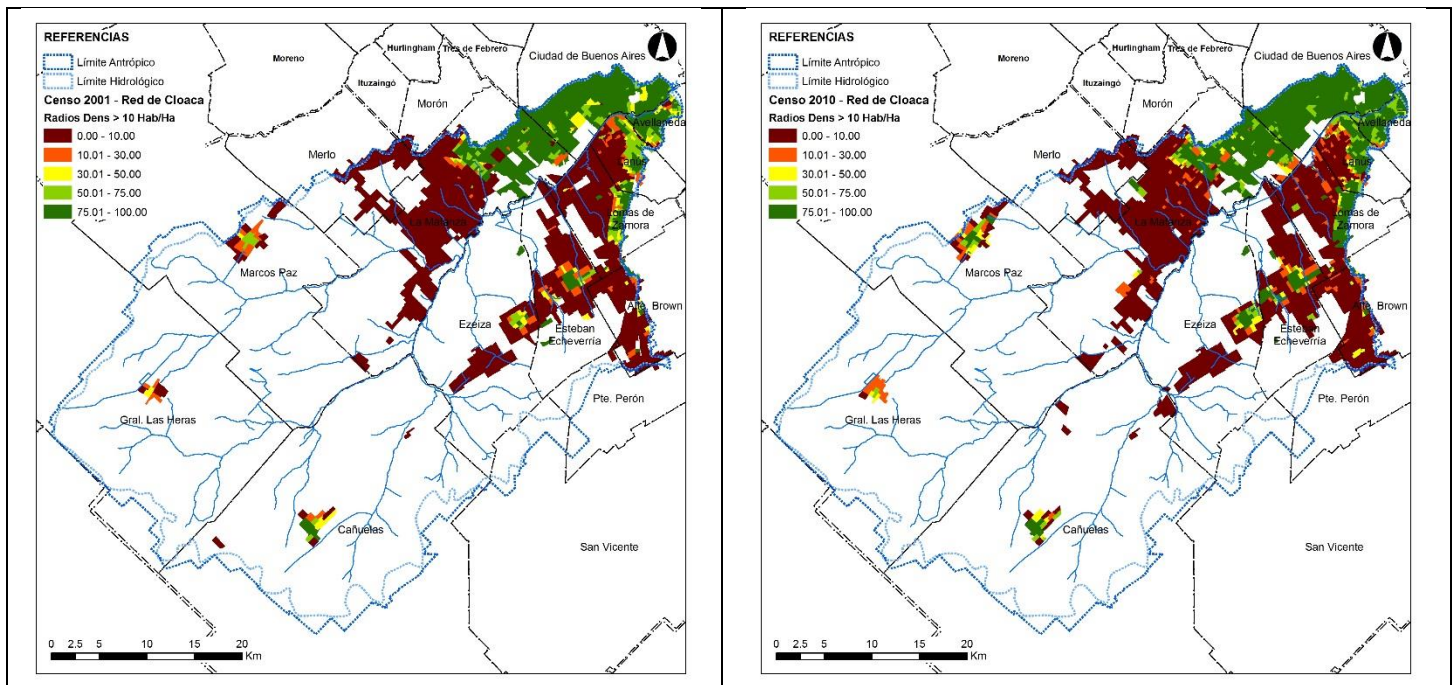 REFERENCIAS
Límite Antrópico
Límite Hidrológico
Censo 2001 - Red de Cloaca
Radios Dens > 10 Hab/Ha
0.00 - 10.00
10.01 - 30.00
30.01 - 50.00
50.01 - 75.00
75.01 - 100.00
Moreno
Hurlingham
Tres de Febrero
Ituzaingó
Morón
Ciudad de Buenos Aires
Avellaneda
Lanús
Merlo
La Matanza
Lomas de
Zamora
Marcos Paz
Alte. Brown
Ezeiza
Esteban
Echeverría
Pte. Perón
Gral. Las Heras
Cañuelas
San Vicente
0 2.5 5 10 15 20
Km
REFERENCIAS
Límite Antrópico
Límite Hidrológico
Censo 2010 - Red de Cloaca
Radios Dens > 10 Hab/Ha
0.00 - 10.00
10.01 - 30.00
30.01 - 50.00
50.01 - 75.00
75.01 - 100.00
Moreno
Hurlingham
Tres de Febrero
Ituzaingó
Morón
Ciudad de Buenos Aires
Avellaneda
Lanús
Merlo
La Matanza
Lomas de
Zamora
Marcos Paz
Alte. Brown
Ezeiza
Esteban
Echeverría
Pte. Perón
Gral. Las Heras
Cañuelas
San Vicente
0 2.5 5 10 15 20
Km